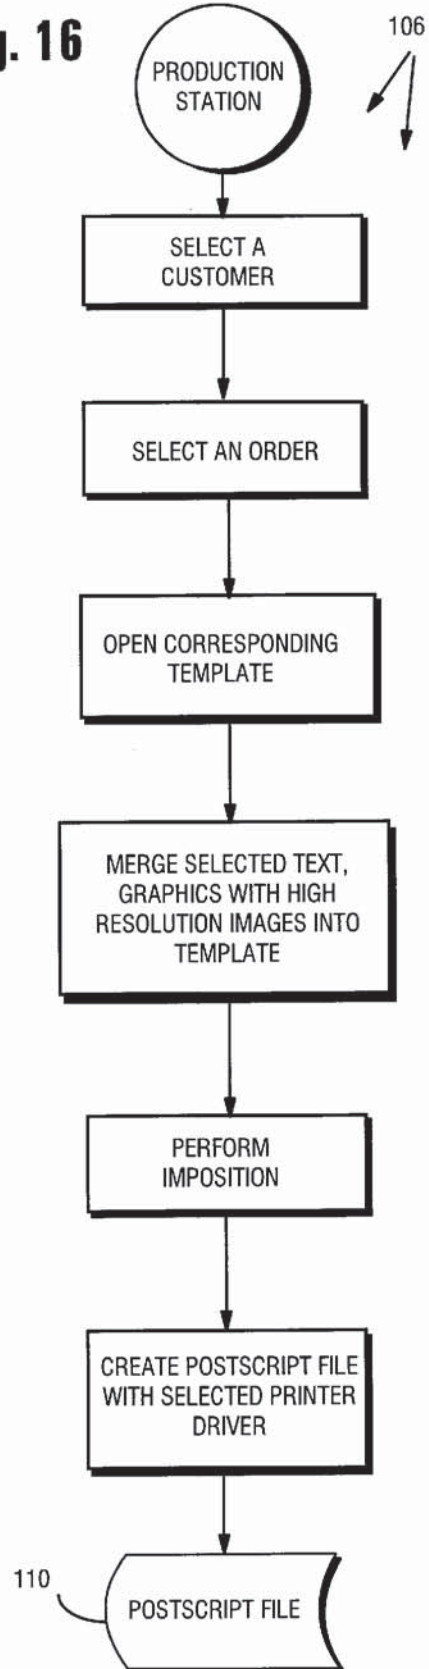 g. 16
106
PRODUCTION
STATION
SELECT A
CUSTOMER
SELECT AN ORDER
OPEN CORRESPONDING
TEMPLATE
MERGE SELECTED TEXT,
GRAPHICS WITH HIGH
RESOLUTION IMAGES INTO
TEMPLATE
PERFORM
IMPOSITION
CREATE POSTSCRIPT FILE
WITH SELECTED PRINTER
DRIVER
110
POSTSCRIPT FILE